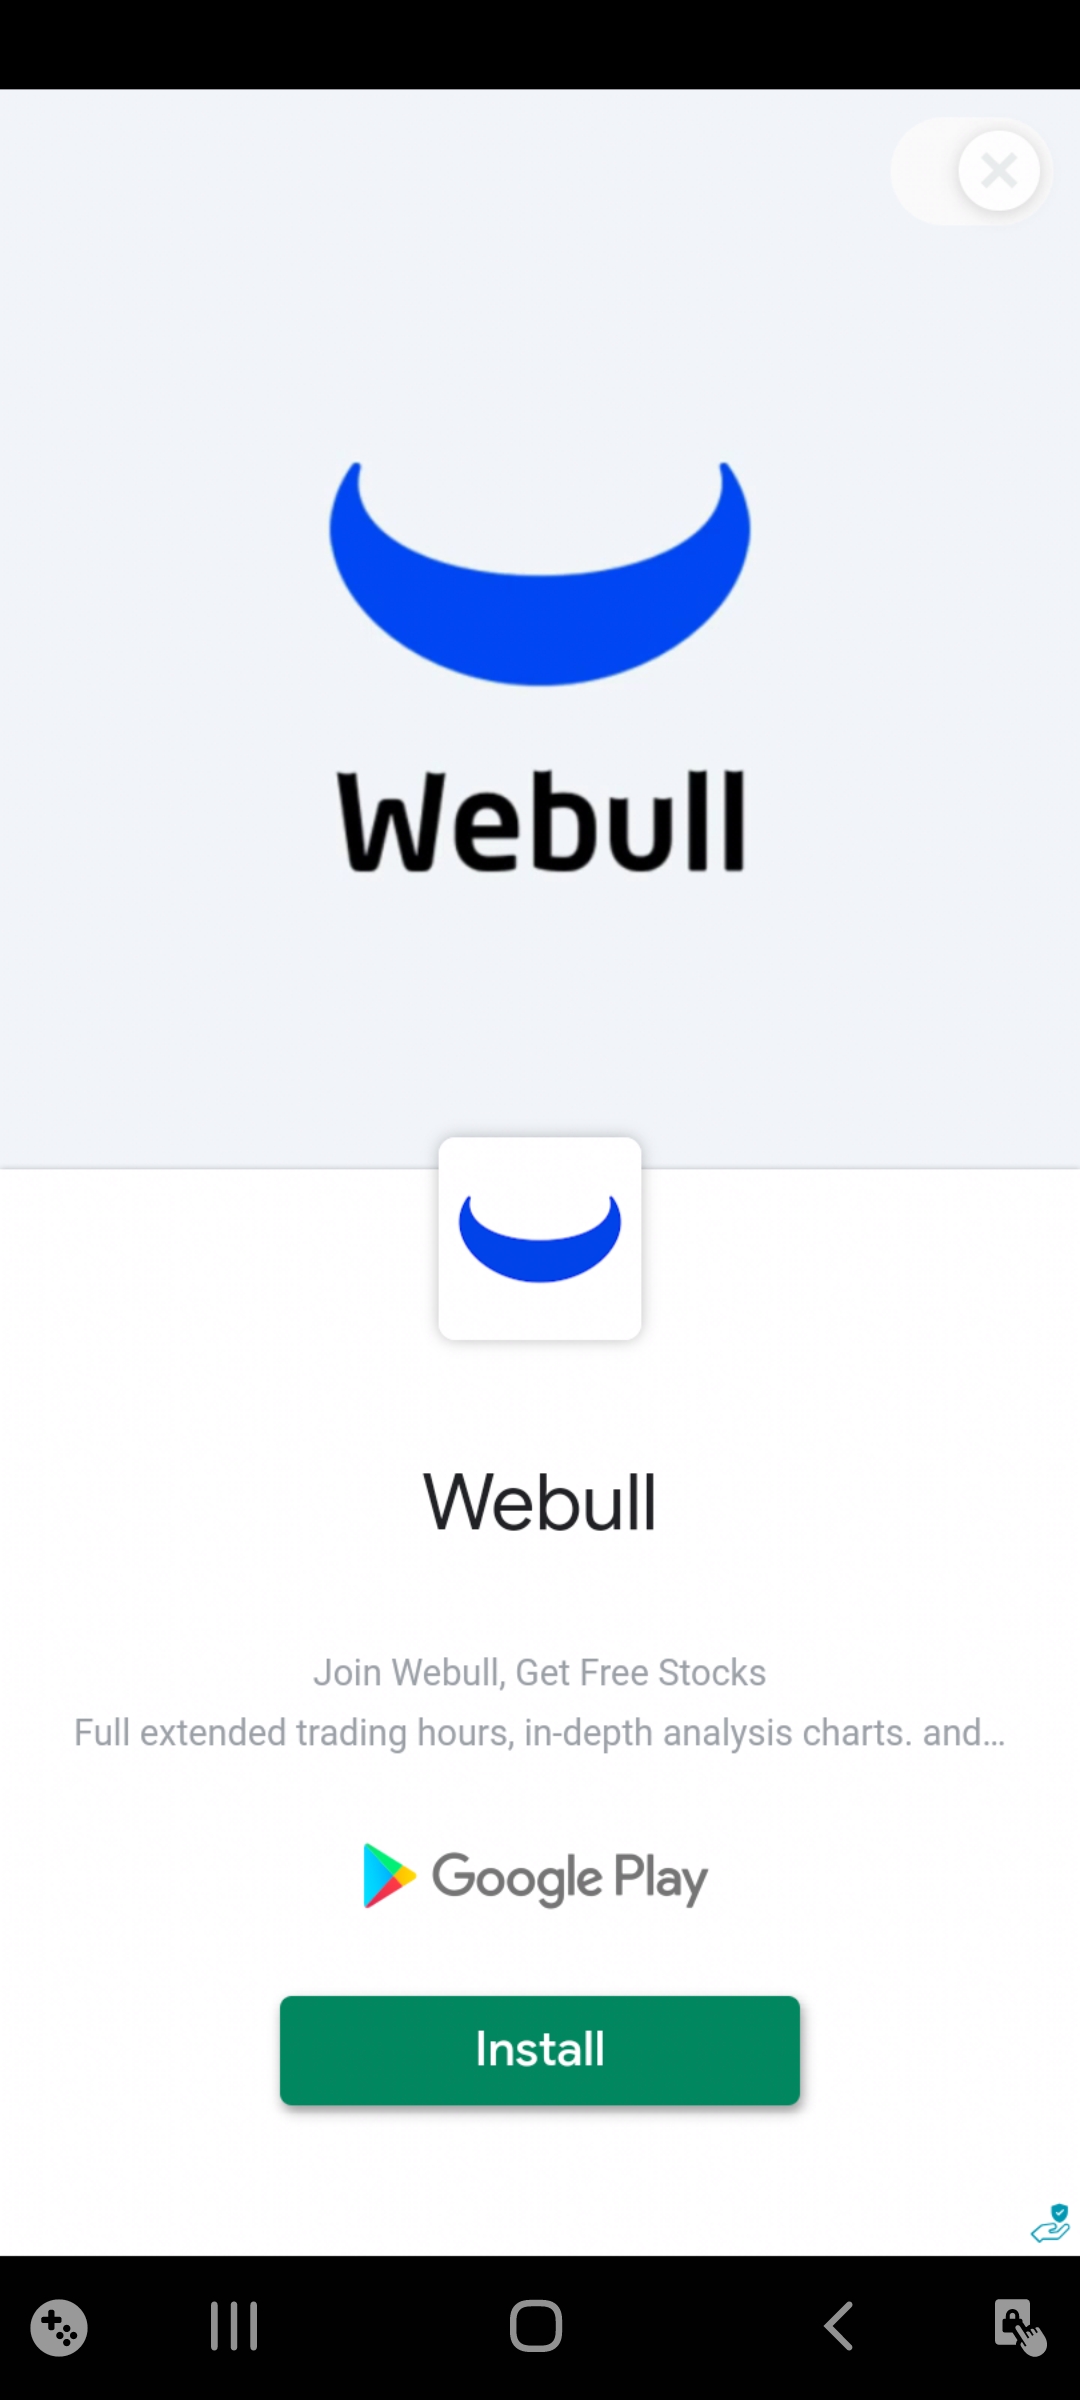 Webull
Webull
Join Webull, Get Free Stocks
Full extended trading hours, in-depth analysis charts. and...
Google Play
Install